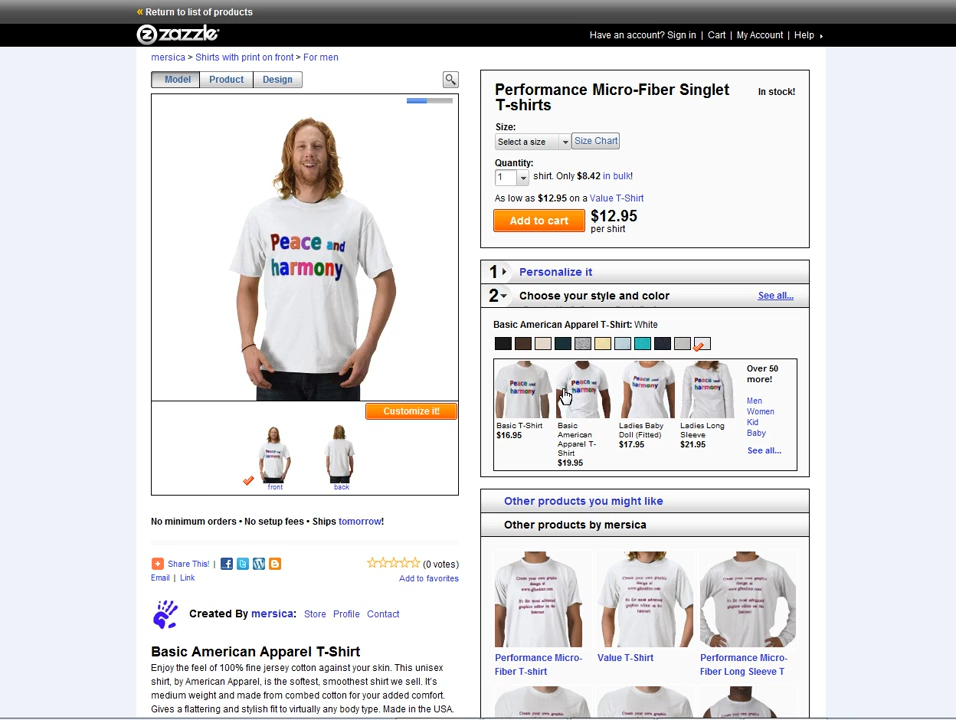 « Return to list of products
zazzle
Have an account? Sign in | Cart | My Account | Help
mersica > Shirts with print on front > For men
Model Product Design
Peace and
harmony
Customize it!
front back
No minimum orders • No setup fees • Ships tomorrow!
Share This! | (0 votes)
Email | Link Add to favorites
Created By mersica: Store Profile Contact
Basic American Apparel T-Shirt
Enjoy the feel of 100% fine jersey cotton against your skin. This unisex
shirt, by American Apparel, is the softest, smoothest shirt we sell. It's
medium weight and made from combed cotton for your added comfort.
Gives a flattering and stylish fit to virtually any body type. Made in the USA.
Performance Micro-Fiber Singlet
T-shirts
In stock!
Size:
Select a size Size Chart
Quantity:
1 shirt. Only $8.42 in bulk!
As low as $12.95 on a Value T-Shirt
Add to cart $12.95
per shirt
1 Personalize it
2 Choose your style and color See all...
Basic American Apparel T-Shirt: White
Peace and
harmony
Peace and
harmony
Peace and
harmony
Peace and
harmony
Basic T-Shirt
$16.95
Basic
American
Apparel T-
Shirt
$19.95
Ladies Baby
Doll (Fitted)
$17.95
Ladies Long
Sleeve
$21.95
Over 50
more!
Men
Women
Kid
Baby
See all...
Other products you might like
Other products by mersica
Performance Micro-
Fiber T-shirt
Value T-Shirt
Performance Micro-
Fiber Long Sleeve T